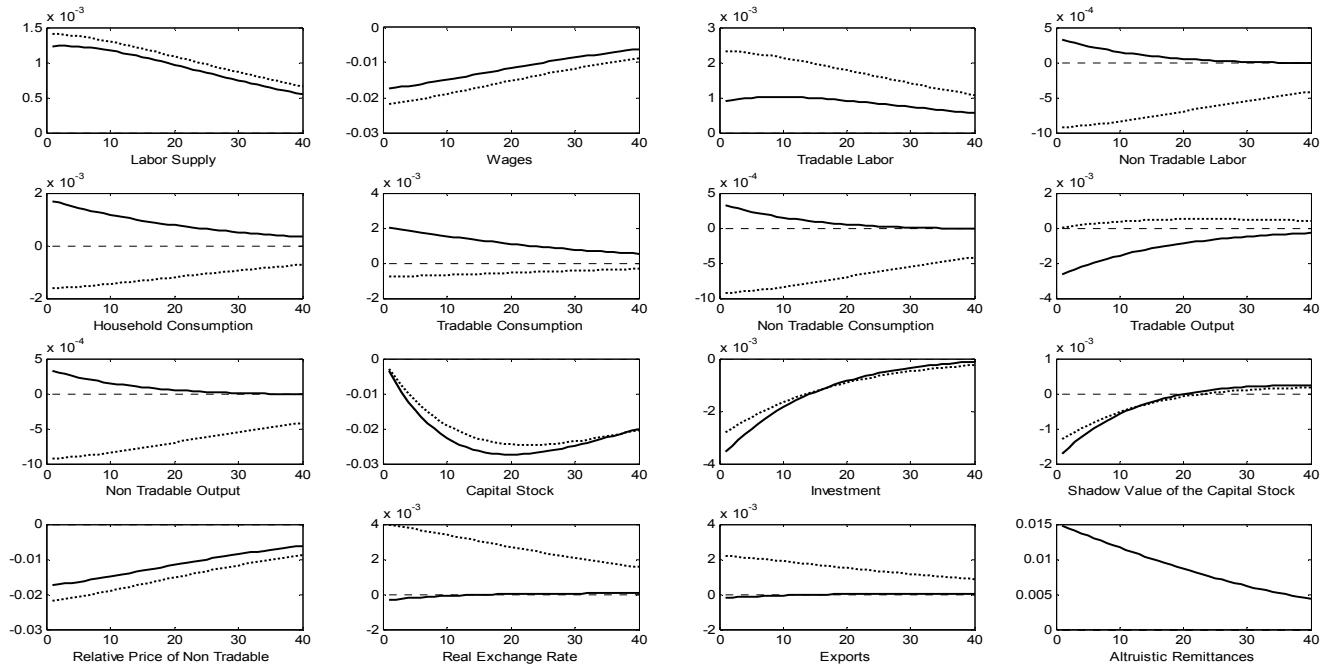 x 10⁻³
1.5
1
0.5
0
0 10 20 30 40
Labor Supply
0
-0.01
-0.02
-0.03
0 10 20 30 40
Wages
x 10⁻³
3
2
1
0
0 10 20 30 40
Tradable Labor
x 10⁻⁴
5
0
-5
-10
0 10 20 30 40
Non Tradable Labor
x 10⁻³
2
0
-2
0 10 20 30 40
Household Consumption
x 10⁻³
4
2
0
-2
0 10 20 30 40
Tradable Consumption
x 10⁻⁴
5
0
-5
-10
0 10 20 30 40
Non Tradable Consumption
x 10⁻³
2
0
-2
-4
0 10 20 30 40
Tradable Output
x 10⁻⁴
5
0
-5
-10
0 10 20 30 40
Non Tradable Output
0
-0.01
-0.02
-0.03
0 10 20 30 40
Capital Stock
x 10⁻³
0
-2
-4
0 10 20 30 40
Investment
x 10⁻³
1
0
-1
-2
0 10 20 30 40
Shadow Value of the Capital Stock
0
-0.01
-0.02
-0.03
0 10 20 30 40
Relative Price of Non Tradable
x 10⁻³
4
2
0
-2
0 10 20 30 40
Real Exchange Rate
x 10⁻³
4
2
0
-2
0 10 20 30 40
Exports
0.015
0.01
0.005
0
0 10 20 30 40
Altruistic Remittances